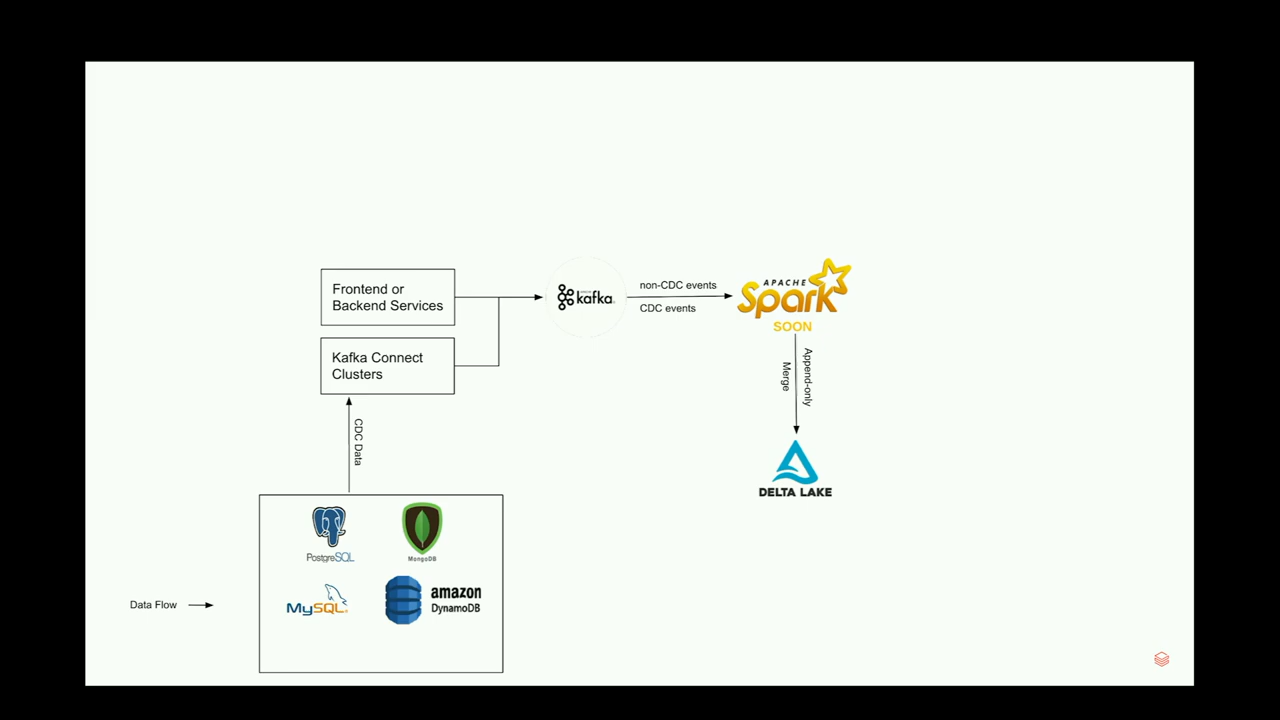 Frontend or
Backend Services
Kafka Connect
Clusters
CDC Data
PostgreSQL
MongoDB
MySQL
amazon
DynamoDB
Data Flow
kafka
non-CDC events
CDC events
APACHE
Spark
SOON
Append-only
Merge
DELTA LAKE